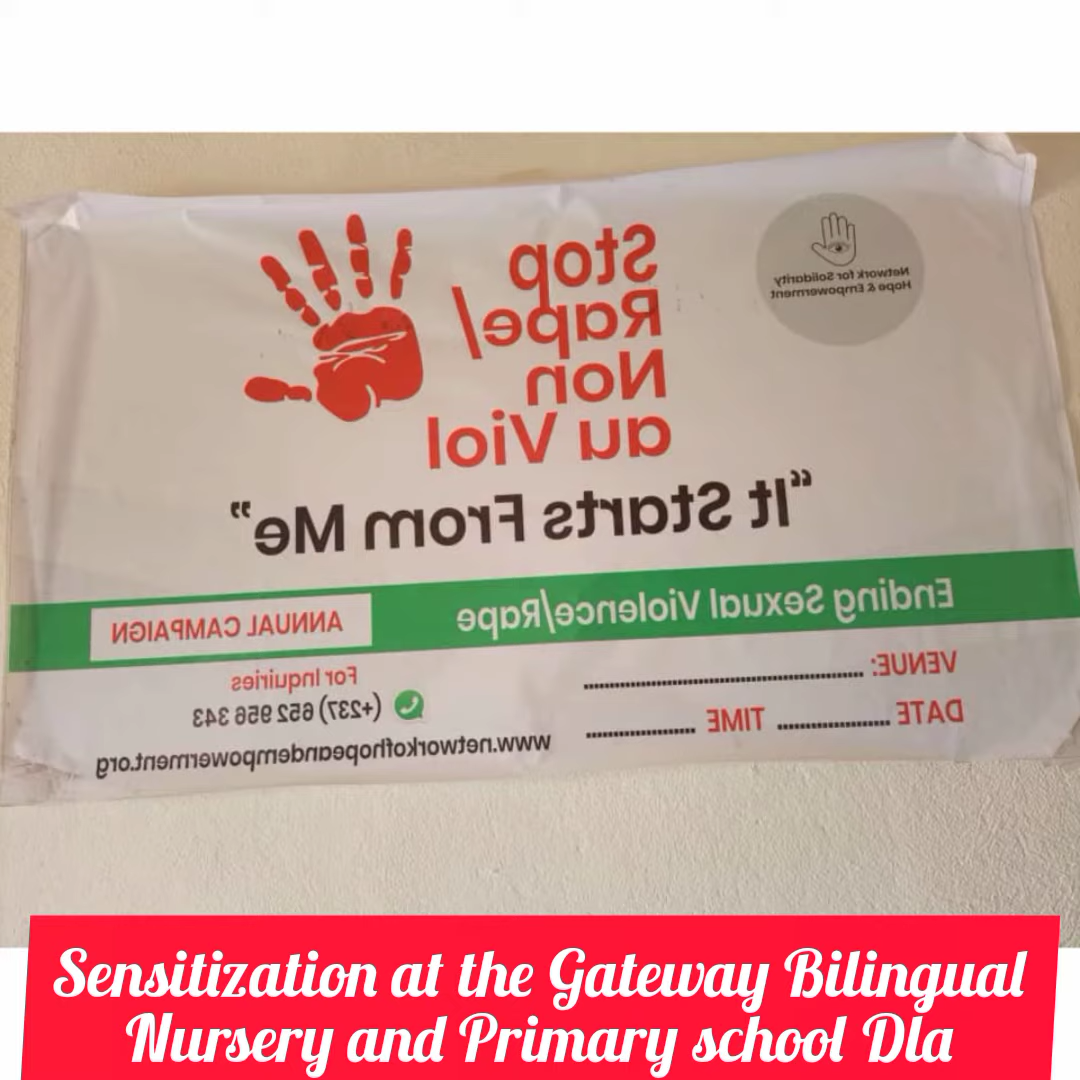 Network for Solidarity
Hope & Empowerment
Stop
Rape/
Non
au Viol
“It Starts From Me”
Ending Sexual Violence/Rape
ANNUAL CAMPAIGN
VENUE: ........................................
DATE ................ TIME ................
For Inquiries
(+237) 652 956 343
www.networkofhopeandempowerment.org
Sensitization at the Gateway Bilingual
Nursery and Primary school Dla